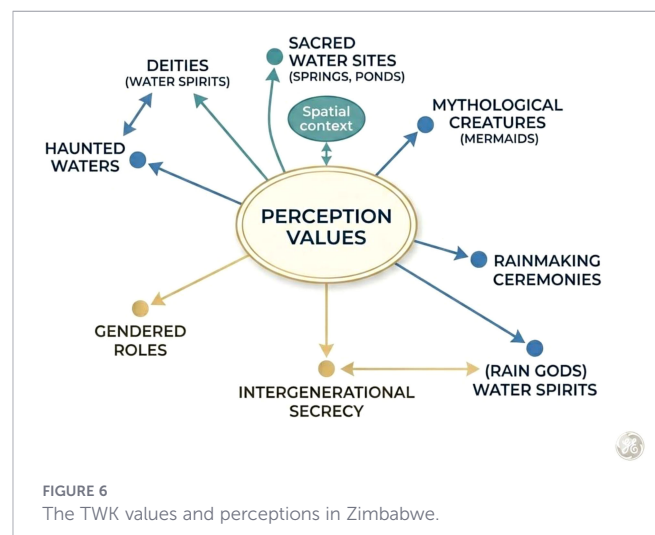 SACRED
WATER SITES
(SPRINGS, PONDS)
DEITIES
(WATER SPIRITS)
Spatial
context
MYTHOLOGICAL
CREATURES
(MERMAIDS)
HAUNTED
WATERS
PERCEPTION
VALUES
RAINMAKING
CEREMONIES
GENDERED
ROLES
(RAIN GODS)
WATER SPIRITS
INTERGENERATIONAL
SECRECY
FIGURE 6
The TWK values and perceptions in Zimbabwe.